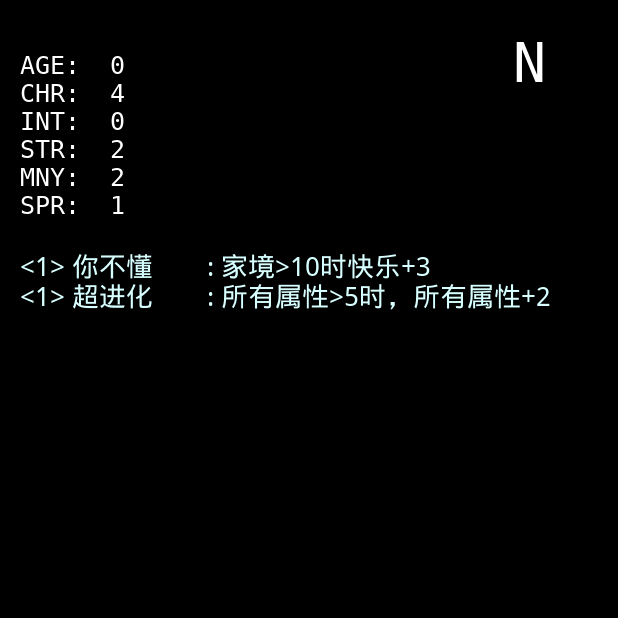 N
AGE: 0
CHR: 4
INT: 0
STR: 2
MNY: 2
SPR: 1
<1> 你不懂 : 家境>10时快乐+3
<1> 超进化 : 所有属性>5时，所有属性+2